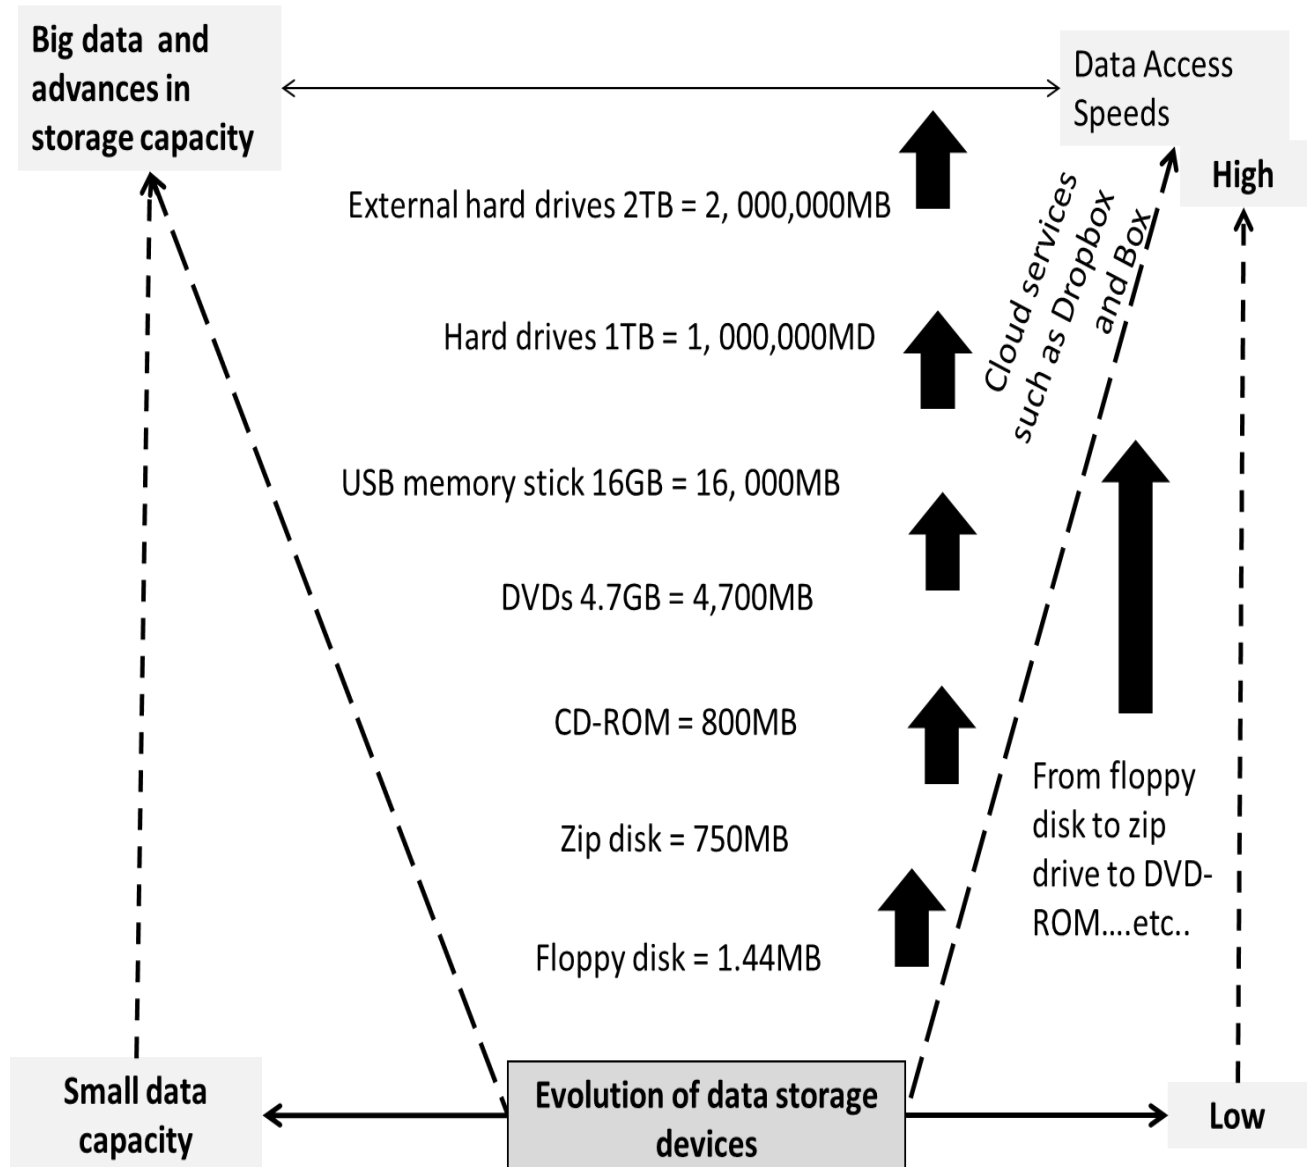 Big data and
advances in
storage capacity
Data Access
Speeds
High
External hard drives 2TB = 2, 000,000MB
Cloud services
such as Dropbox
and Box
Hard drives 1TB = 1, 000,000MD
USB memory stick 16GB = 16, 000MB
DVDs 4.7GB = 4,700MB
CD-ROM = 800MB
Zip disk = 750MB
Floppy disk = 1.44MB
From floppy
disk to zip
drive to DVD-
ROM....etc..
Small data
capacity
Evolution of data storage
devices
Low